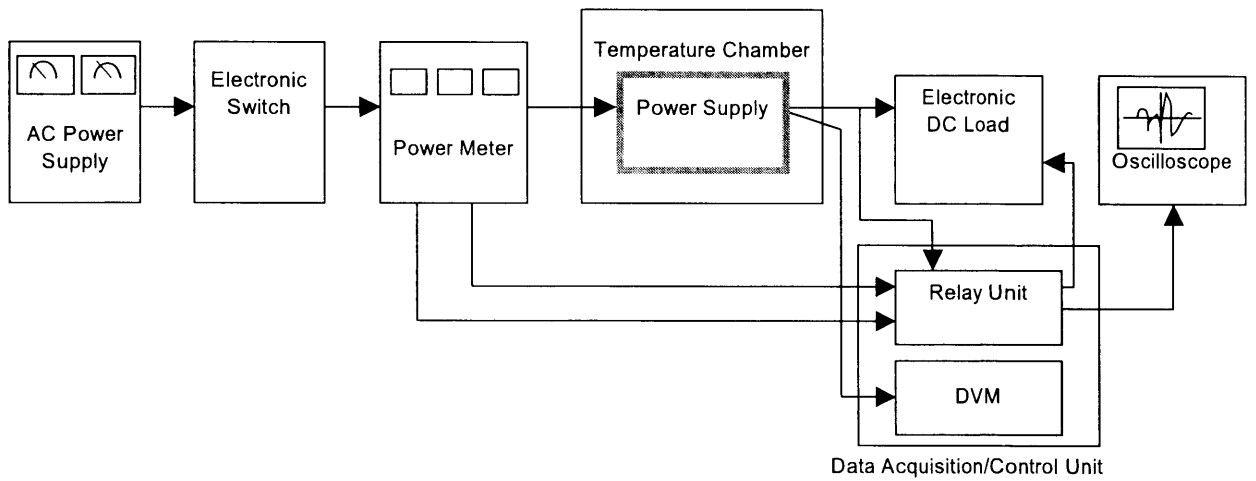 AC Power
Supply
Electronic
Switch
Power Meter
Temperature Chamber
Power Supply
Electronic
DC Load
Oscilloscope
Relay Unit
DVM
Data Acquisition/Control Unit